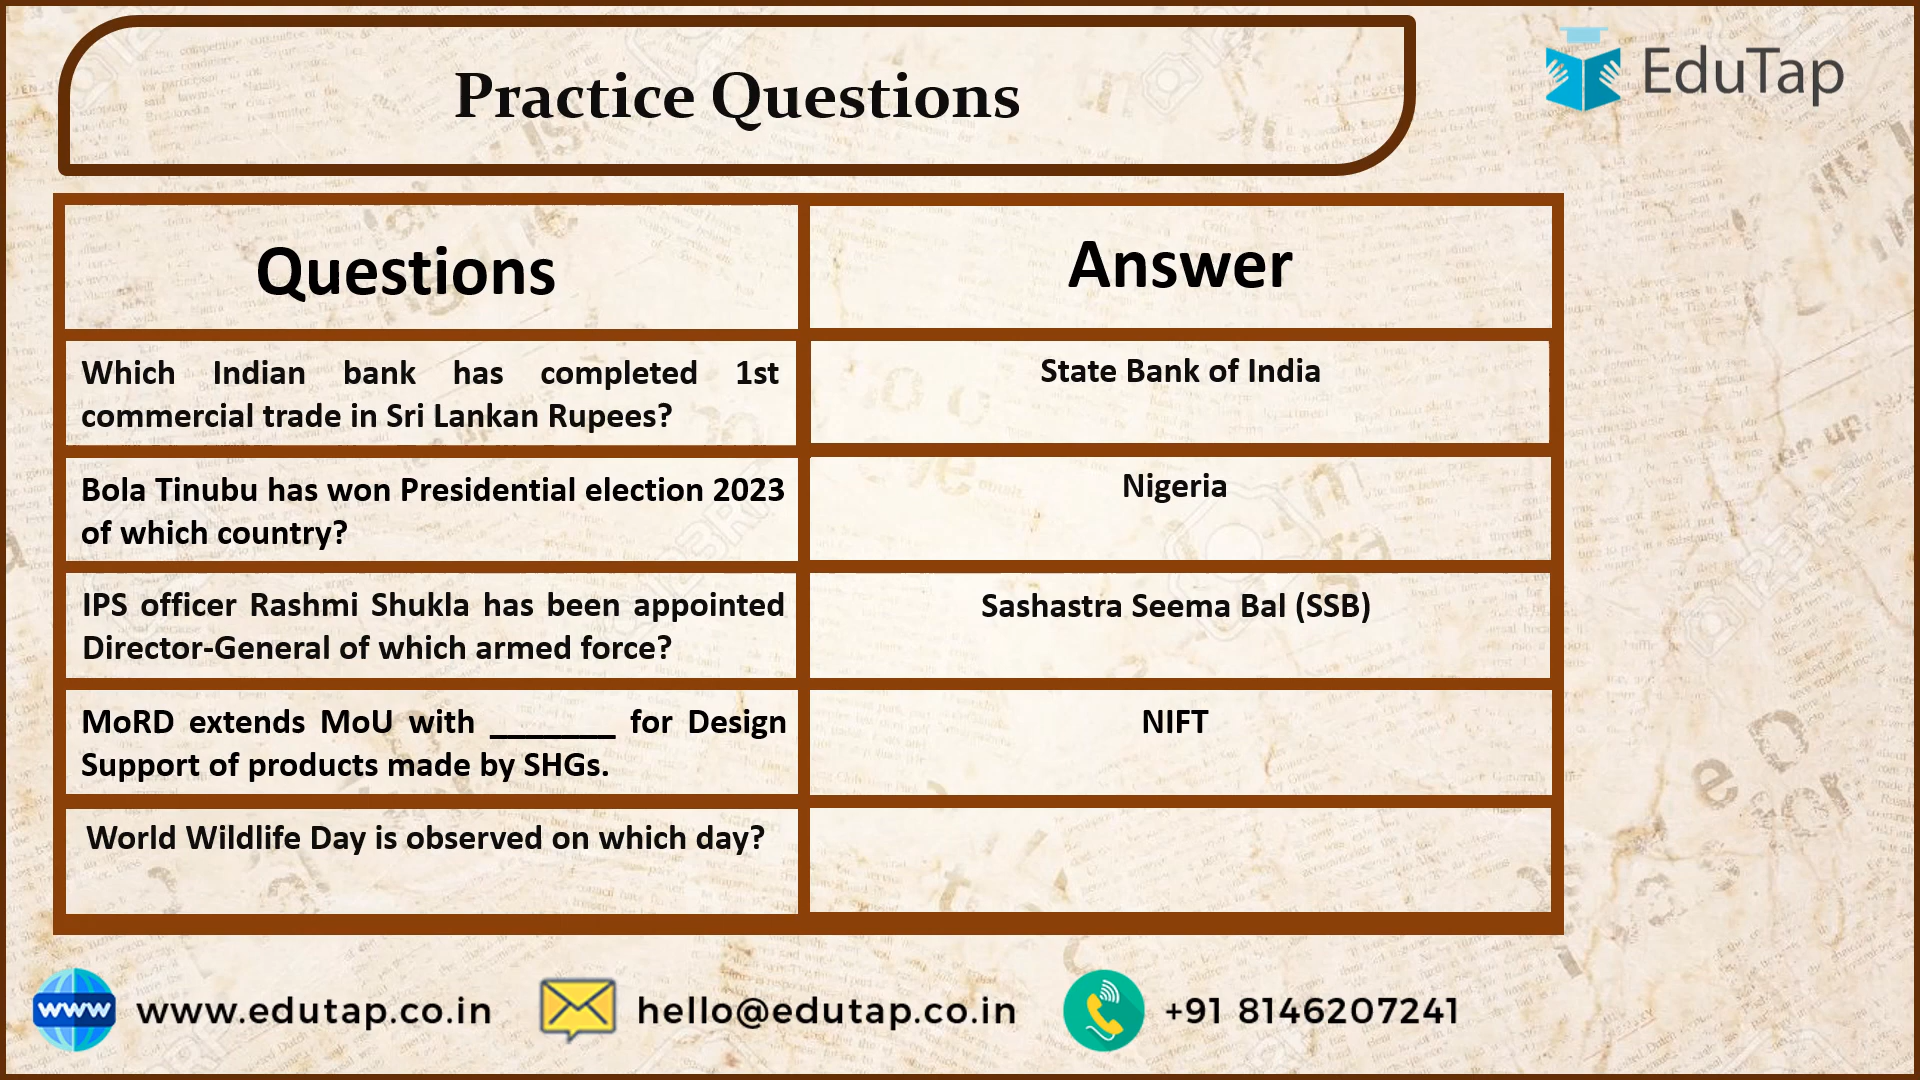 Practice Questions
EduTap
Questions
Answer
Which Indian bank has completed 1st
commercial trade in Sri Lankan Rupees?
State Bank of India
Bola Tinubu has won Presidential election 2023
of which country?
Nigeria
IPS officer Rashmi Shukla has been appointed
Director-General of which armed force?
Sashastra Seema Bal (SSB)
MoRD extends MoU with _______ for Design
Support of products made by SHGs.
NIFT
World Wildlife Day is observed on which day?
www
www.edutap.co.in
hello@edutap.co.in
+91 8146207241